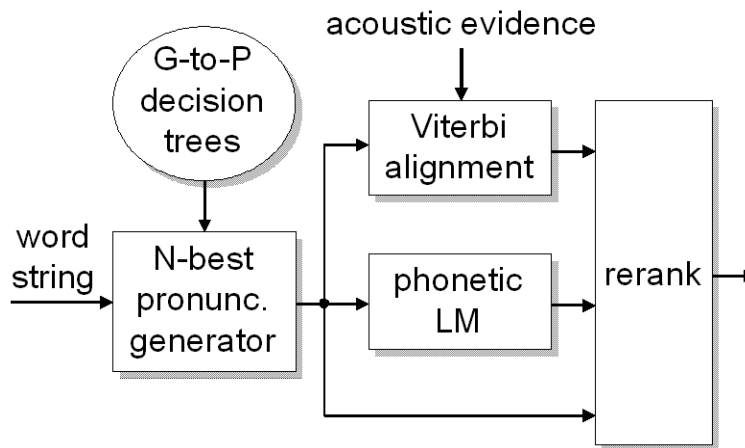 acoustic evidence
G-to-P
decision
trees
Viterbi
alignment
word
string
N-best
pronunc.
generator
phonetic
LM
rerank